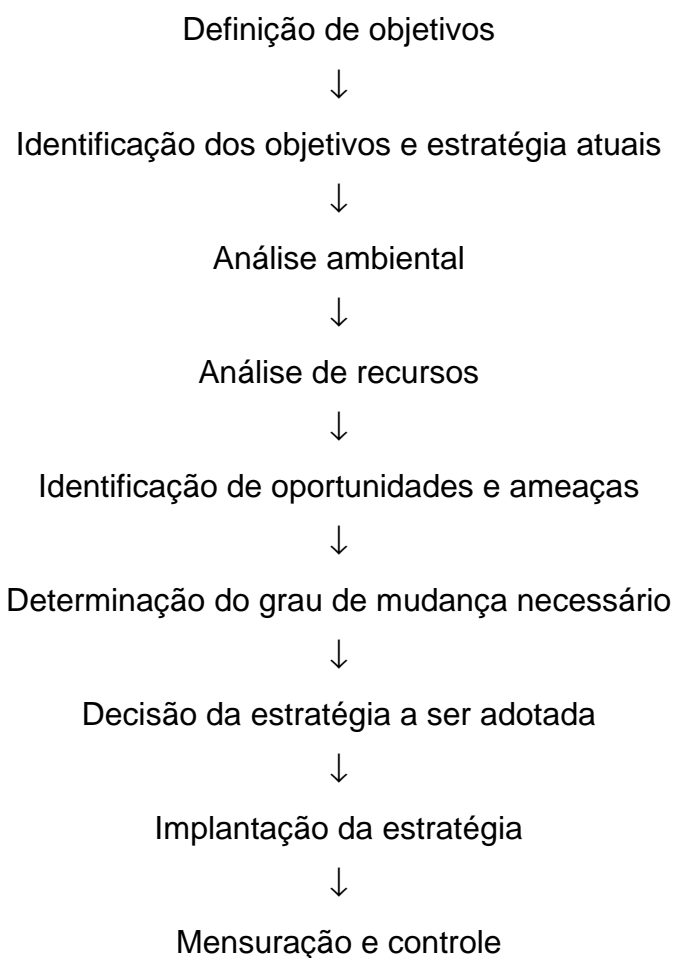 Definição de objetivos
↓
Identificação dos objetivos e estratégia atuais
↓
Análise ambiental
↓
Análise de recursos
↓
Identificação de oportunidades e ameaças
↓
Determinação do grau de mudança necessário
↓
Decisão da estratégia a ser adotada
↓
Implantação da estratégia
↓
Mensuração e controle